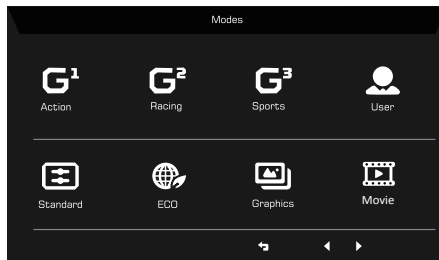 Modes
G¹ G² G³
Action Racing Sports User
Standard ECO Graphics Movie